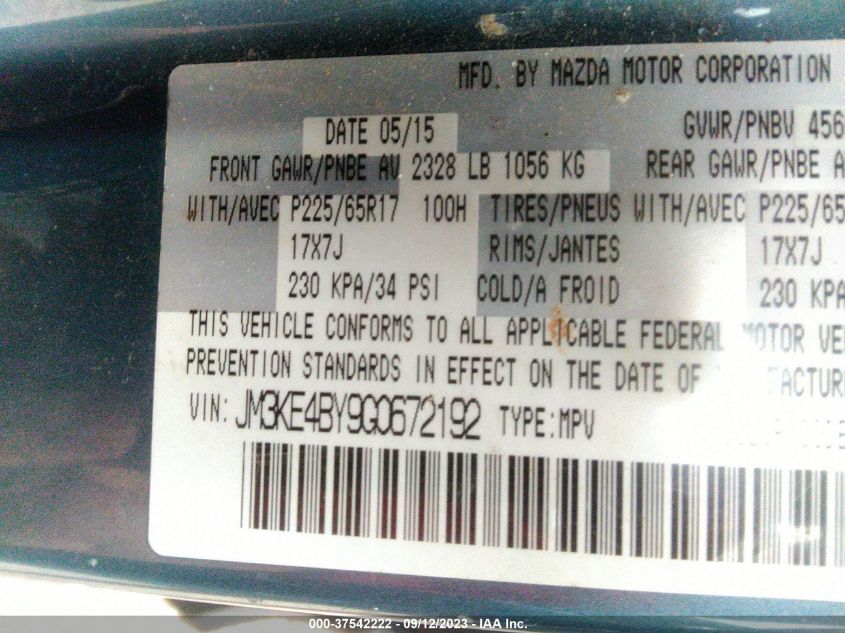 MFD. BY MAZDA MOTOR CORPORATION
DATE 05/15 GVWR/PNBV 456
FRONT GAWR/PNBE AV 2328 LB 1056 KG REAR GAWR/PNBE A
WITH/AVEC P225/65R17 100H TIRES/PNEUS WITH/AVEC P225/65
17X7J RIMS/JANTES 17X7J
230 KPA/34 PSI COLD/A FROID 230 KPA
THIS VEHICLE CONFORMS TO ALL APPLICABLE FEDERAL MOTOR VE
PREVENTION STANDARDS IN EFFECT ON THE DATE OF
VIN: JM3KE4BY9G0672192 TYPE:MPV
000-37542222 - 09/12/2023 - IAA Inc.